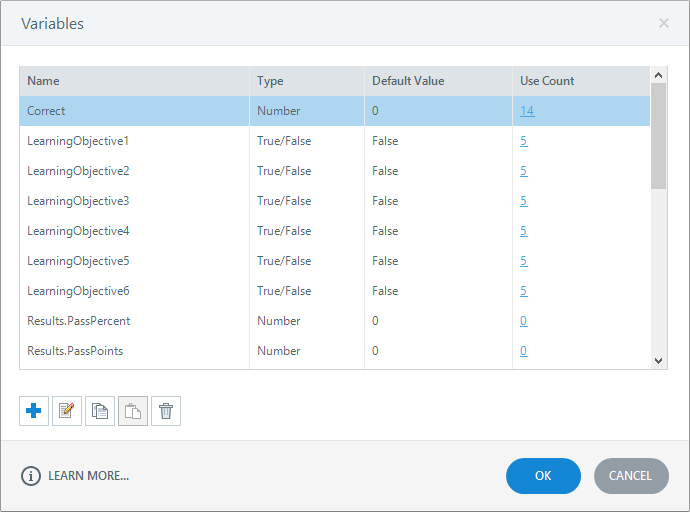 Variables
Name Type Default Value Use Count
Correct Number 0 14
LearningObjective1 True/False False 5
LearningObjective2 True/False False 5
LearningObjective3 True/False False 5
LearningObjective4 True/False False 5
LearningObjective5 True/False False 5
LearningObjective6 True/False False 5
Results.PassPercent Number 0 0
Results.PassPoints Number 0 0
LEARN MORE... OK CANCEL